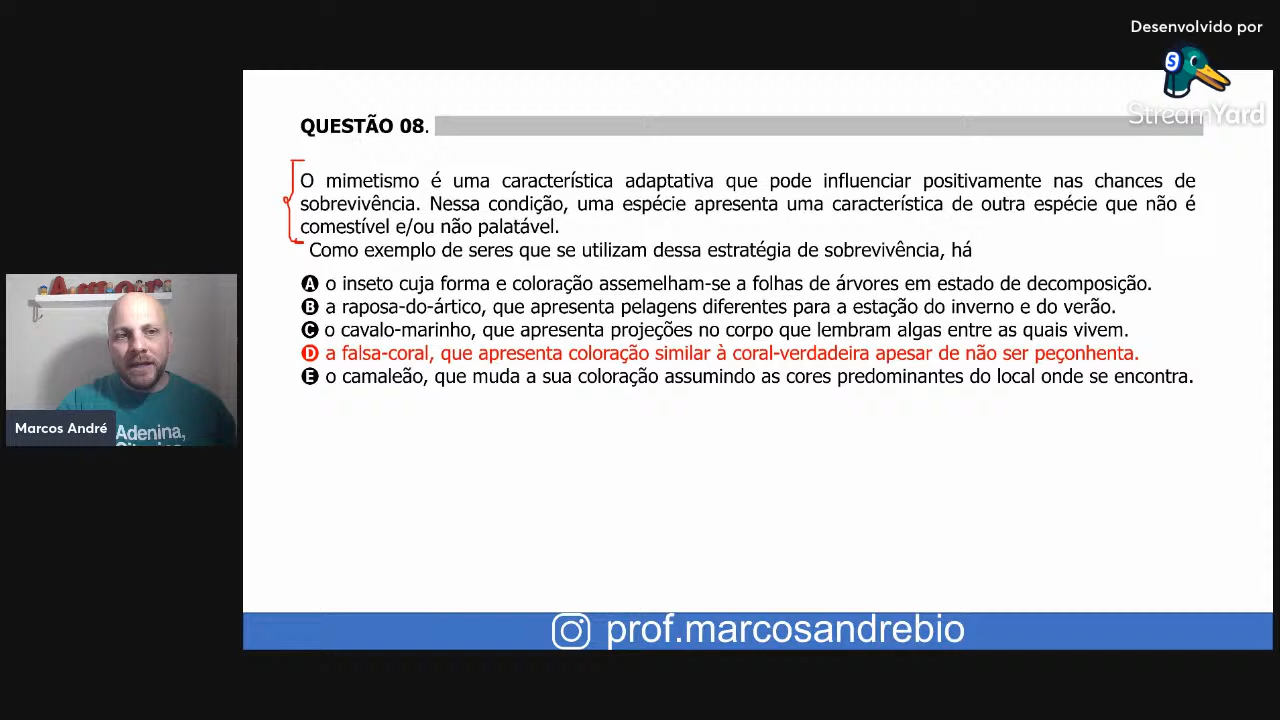 Desenvolvido por
S
StreamYard
QUESTÃO 08.
O mimetismo é uma característica adaptativa que pode influenciar positivamente nas chances de
sobrevivência. Nessa condição, uma espécie apresenta uma característica de outra espécie que não é
comestível e/ou não palatável.
Como exemplo de seres que se utilizam dessa estratégia de sobrevivência, há
A o inseto cuja forma e coloração assemelham-se a folhas de árvores em estado de decomposição.
B a raposa-do-ártico, que apresenta pelagens diferentes para a estação do inverno e do verão.
C o cavalo-marinho, que apresenta projeções no corpo que lembram algas entre as quais vivem.
D a falsa-coral, que apresenta coloração similar à coral-verdadeira apesar de não ser peçonhenta.
E o camaleão, que muda a sua coloração assumindo as cores predominantes do local onde se encontra.
Amor
Marcos André
Adenina,
prof.marcosandrebio